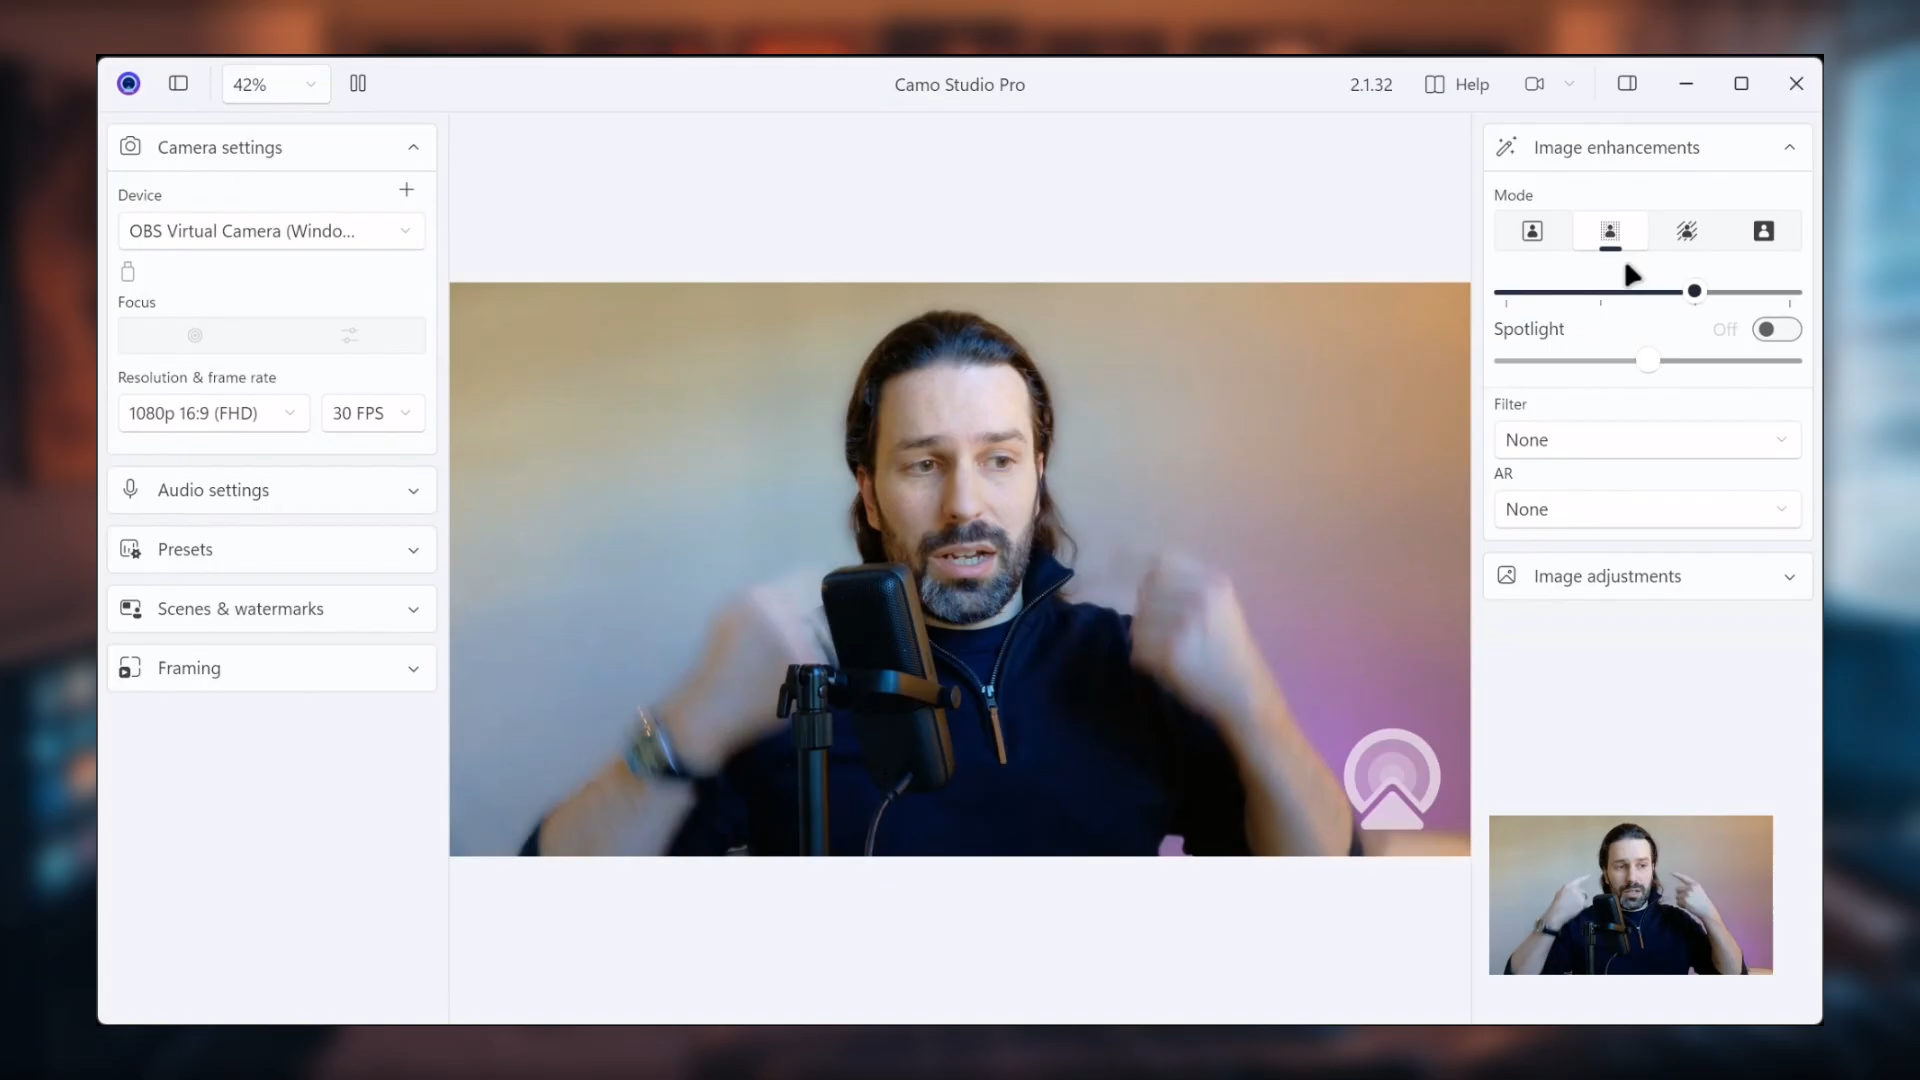 42%
Camo Studio Pro
2.1.32
Help
Camera settings
Device
OBS Virtual Camera (Windo...
Focus
Resolution & frame rate
1080p 16:9 (FHD)
30 FPS
Audio settings
Presets
Scenes & watermarks
Framing
Image enhancements
Mode
Spotlight
Off
Filter
None
AR
None
Image adjustments